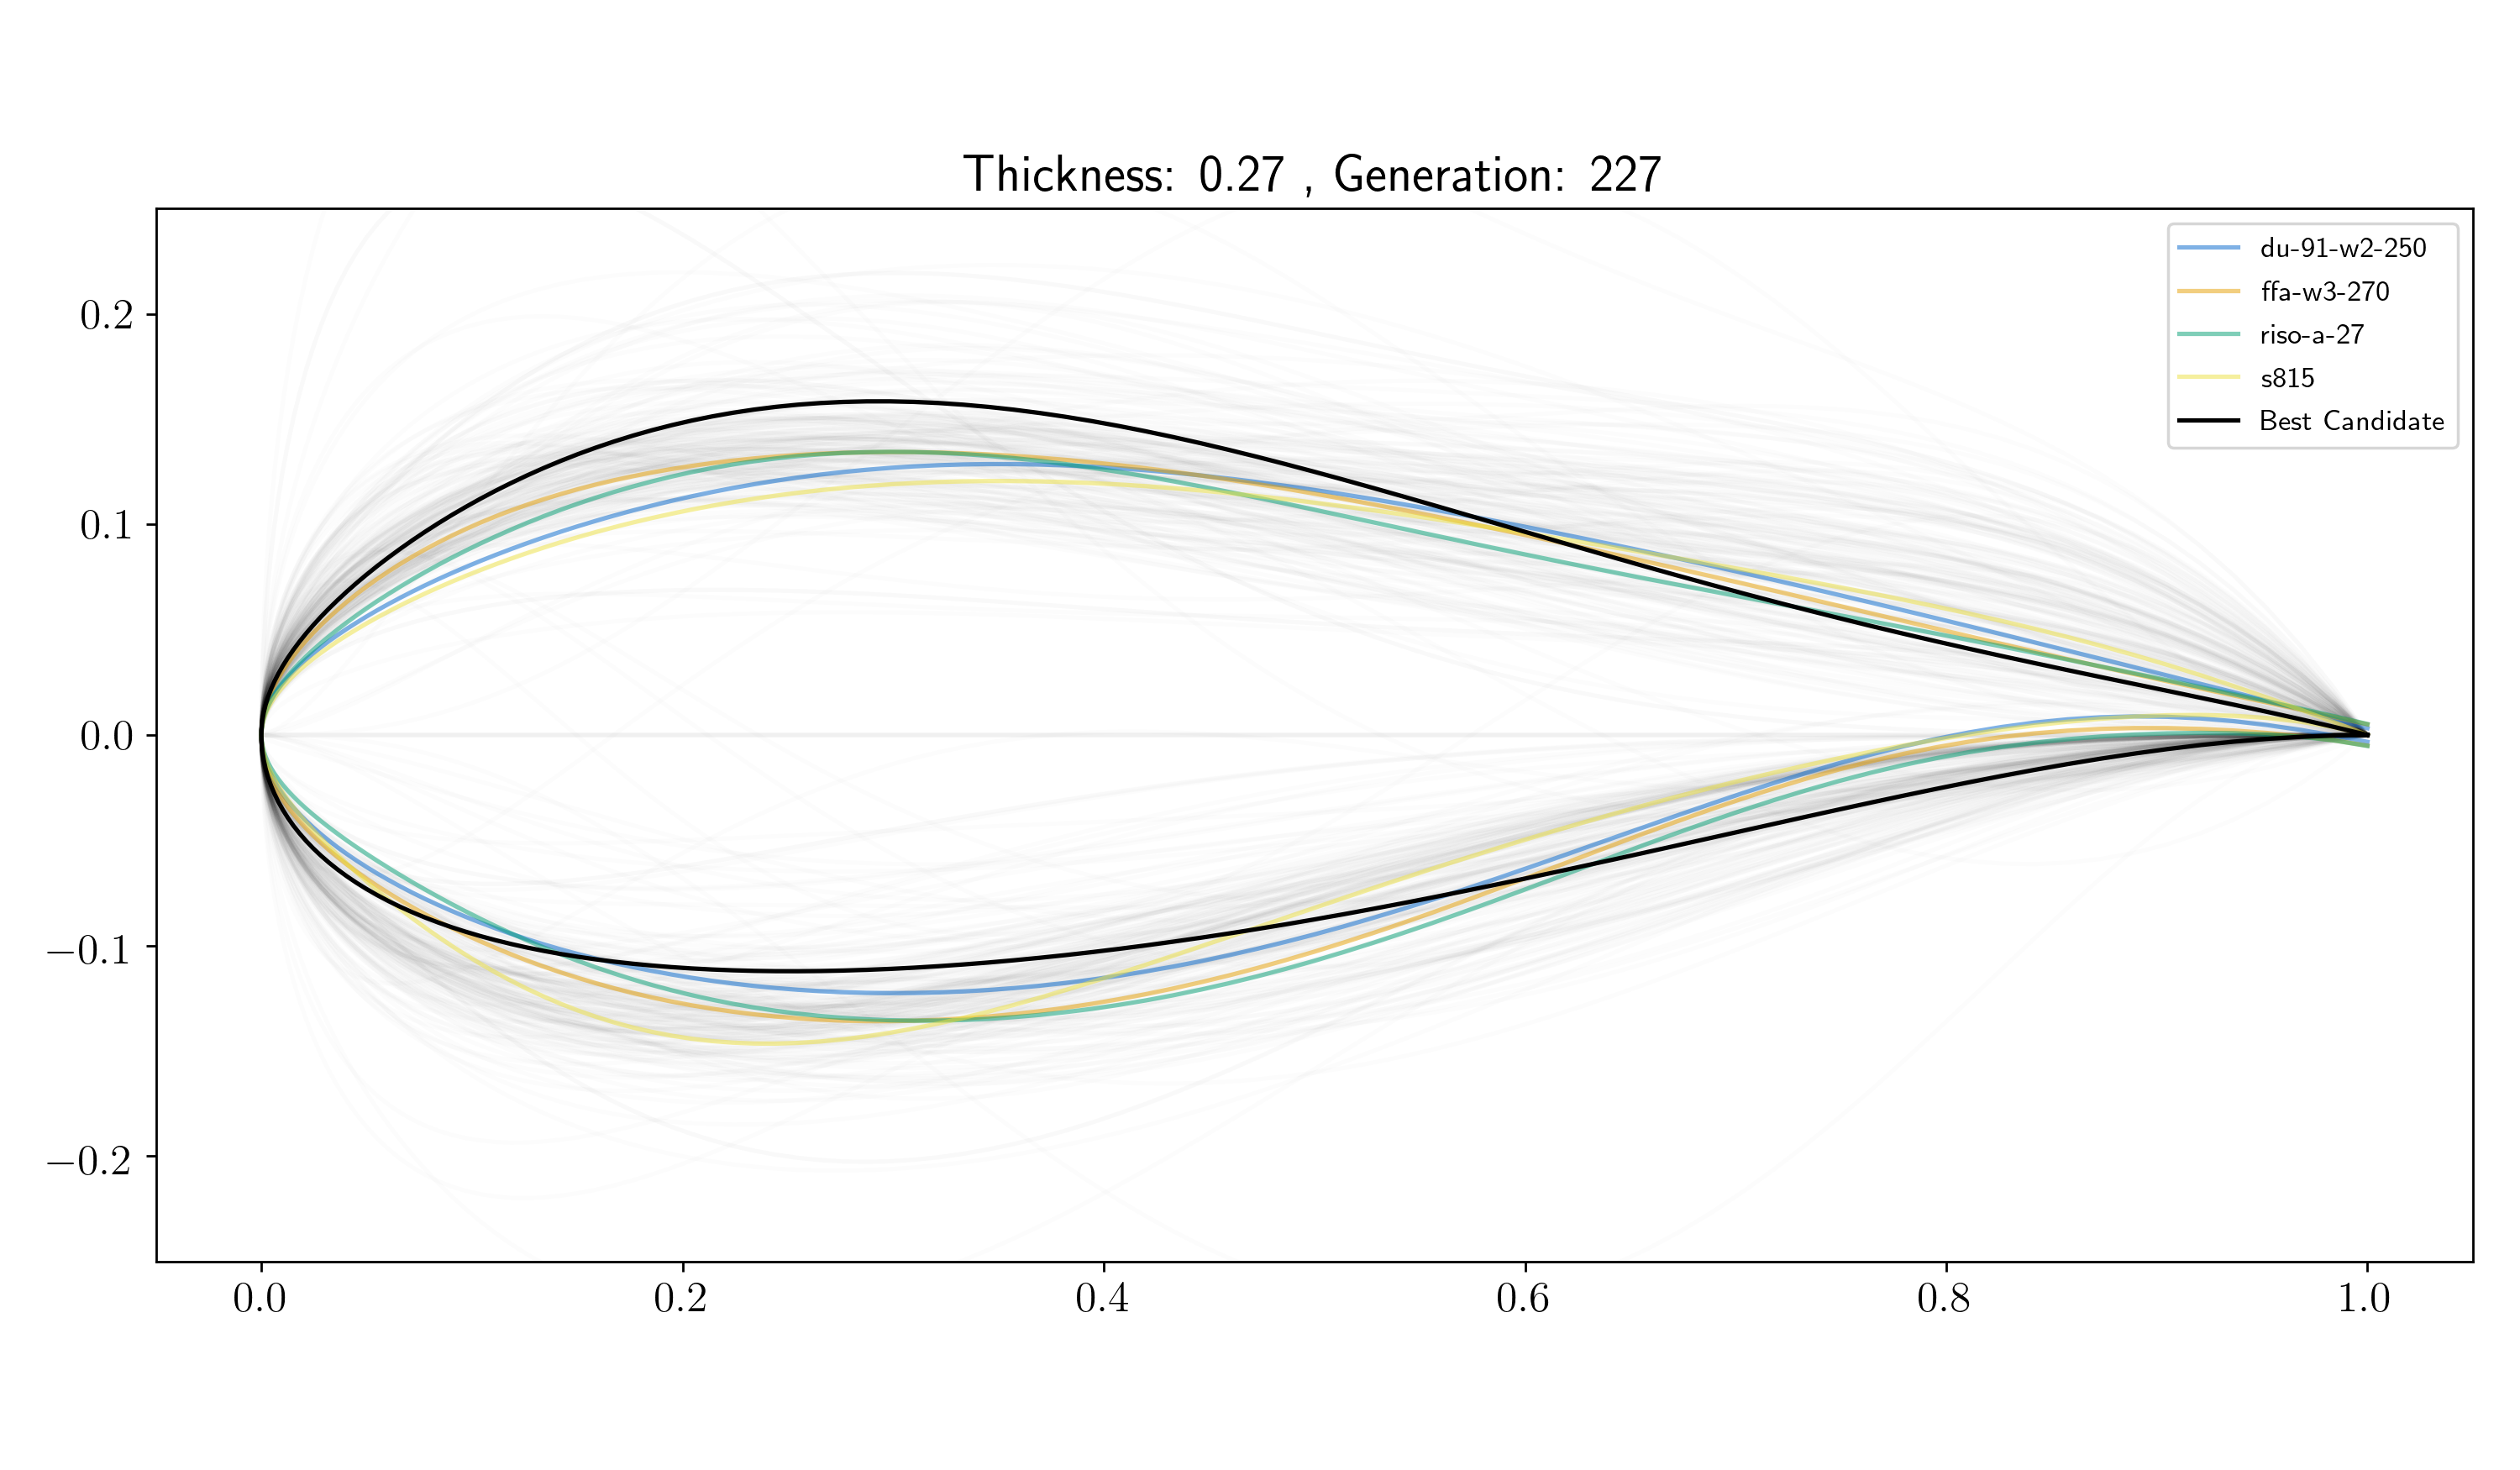 Thickness: 0.27 , Generation: 227
du-91-w2-250
ffa-w3-270
riso-a-27
s815
Best Candidate
0.2
0.1
0.0
−0.1
−0.2
0.0 0.2 0.4 0.6 0.8 1.0